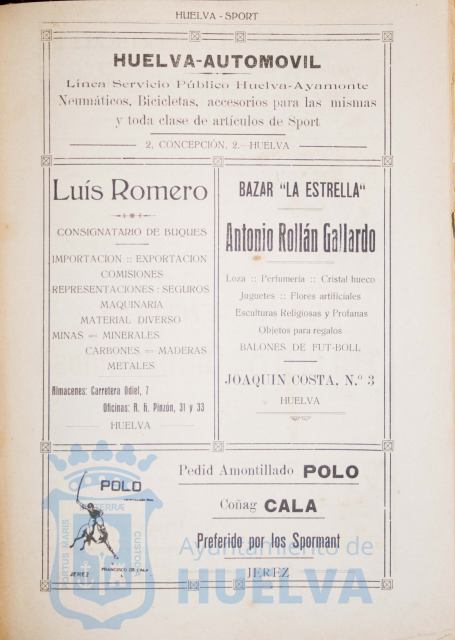 HUELVA - SPORT
HUELVA-AUTOMOVIL
Línea Servicio Público Huelva-Ayamonte
Neumáticos, Bicicletas, accesorios para las mismas
y toda clase de artículos de Sport
2, CONCEPCIÓN, 2.—HUELVA
Luís Romero
CONSIGNATARIO DE BUQUES
IMPORTACION :: EXPORTACION
COMISIONES
REPRESENTACIONES : SEGUROS
MAQUINARIA
MATERIAL DIVERSO
MINAS = MINERALES
CARBONES = MADERAS
METALES
Almacenes: Carretera Odiel, 7
Oficinas: A. H. Pinzón, 31 y 33
HUELVA
BAZAR "LA ESTRELLA"
Antonio Rollán Gallardo
Loza :: Perfumería :: Cristal hueco
Juguetes :: Flores artificiales
Esculturas Religiosas y Profanas
Objetos para regalos
BALONES DE FUT-BOLL
JOAQUIN COSTA, N.º 3
HUELVA
POLO
FRANCISCO DE CALA
JEREZ
Pedid Amontillado POLO
Coñag CALA
Preferido por los Spormant
JEREZ
PORTUS MARIS
CUSTODIA
Ayuntamiento de
HUELVA